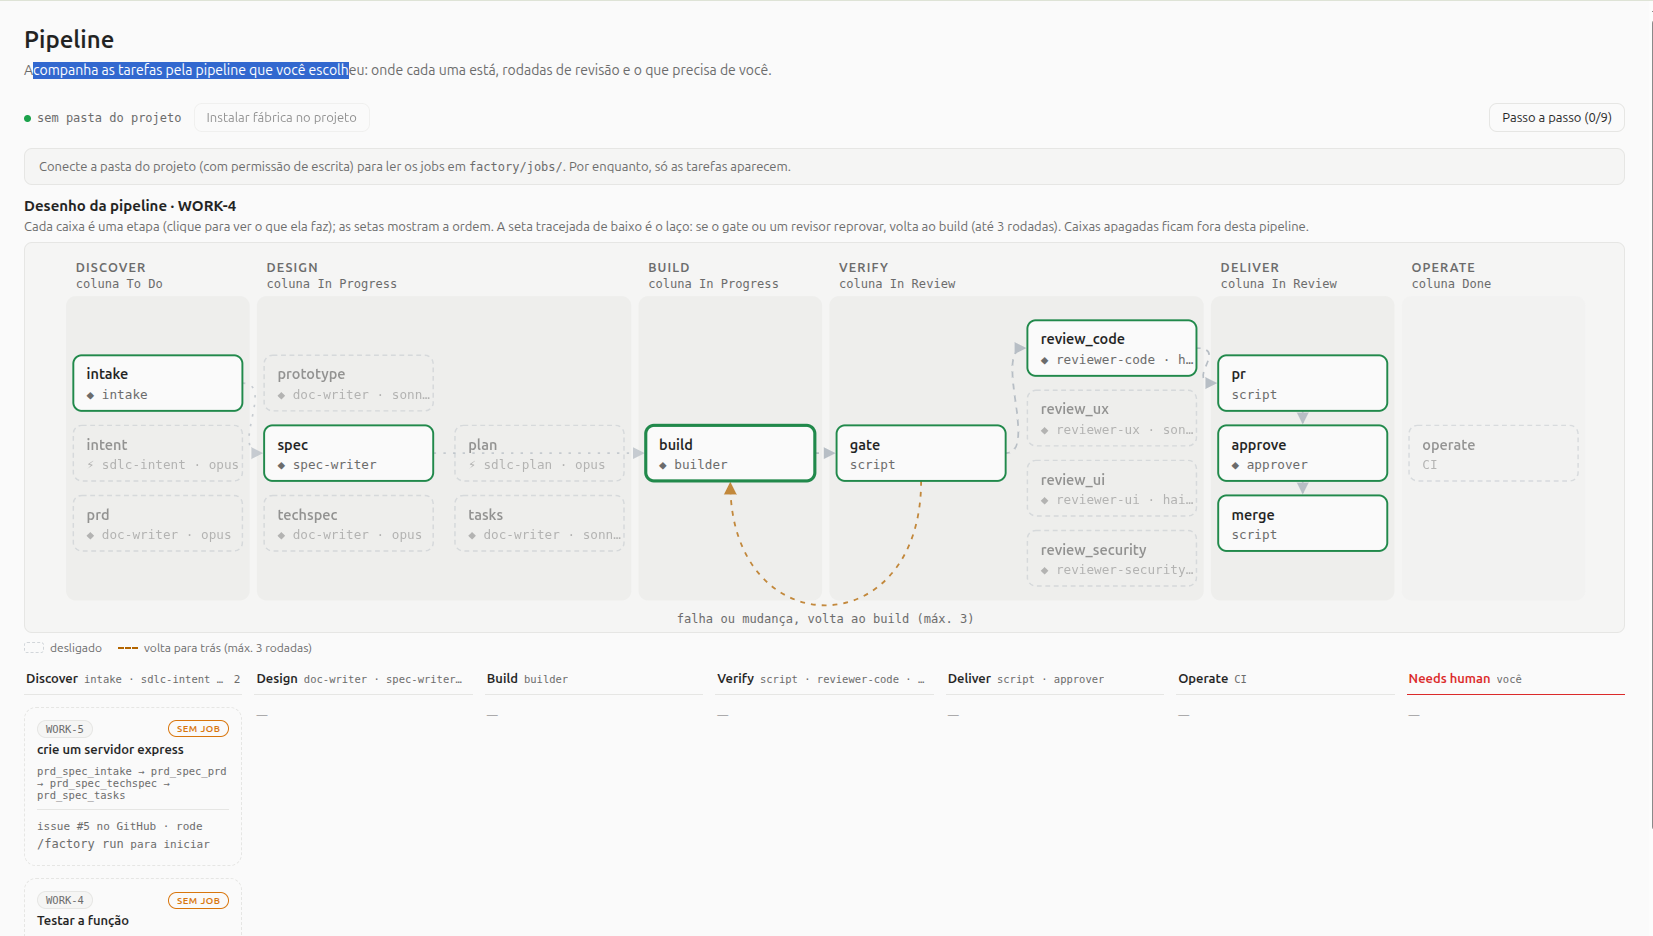 Pipeline
Acompanha as tarefas pela pipeline que você escolheu: onde cada uma está, rodadas de revisão e o que precisa de você.
sem pasta do projeto
Instalar fábrica no projeto
Passo a passo (0/9)
Conecte a pasta do projeto (com permissão de escrita) para ler os jobs em factory/jobs/. Por enquanto, só as tarefas aparecem.
Desenho da pipeline · WORK-4
Cada caixa é uma etapa (clique para ver o que ela faz); as setas mostram a ordem. A seta tracejada de baixo é o laço: se o gate ou um revisor reprovar, volta ao build (até 3 rodadas). Caixas apagadas ficam fora desta pipeline.
DISCOVER
coluna To Do
intake
◆ intake
intent
⚡ sdlc-intent · opus
prd
◆ doc-writer · opus
DESIGN
coluna In Progress
prototype
◆ doc-writer · sonn…
spec
◆ spec-writer
techspec
◆ doc-writer · opus
plan
⚡ sdlc-plan · opus
tasks
◆ doc-writer · sonn…
BUILD
coluna In Progress
build
◆ builder
VERIFY
coluna In Review
gate
script
review_code
◆ reviewer-code · h…
review_ux
◆ reviewer-ux · son…
review_ui
◆ reviewer-ui · hai…
review_security
◆ reviewer-security…
DELIVER
coluna In Review
pr
script
approve
◆ approver
merge
script
OPERATE
coluna Done
operate
CI
falha ou mudança, volta ao build (máx. 3)
desligado
volta para trás (máx. 3 rodadas)
Discover intake · sdlc-intent … 2
Design doc-writer · spec-writer…
Build builder
Verify script · reviewer-code · …
Deliver script · approver
Operate CI
Needs human você
WORK-5
SEM JOB
crie um servidor express
prd_spec_intake → prd_spec_prd
→ prd_spec_techspec →
prd_spec_tasks
issue #5 no GitHub · rode
/factory run para iniciar
—
—
—
—
—
—
WORK-4
SEM JOB
Testar a função